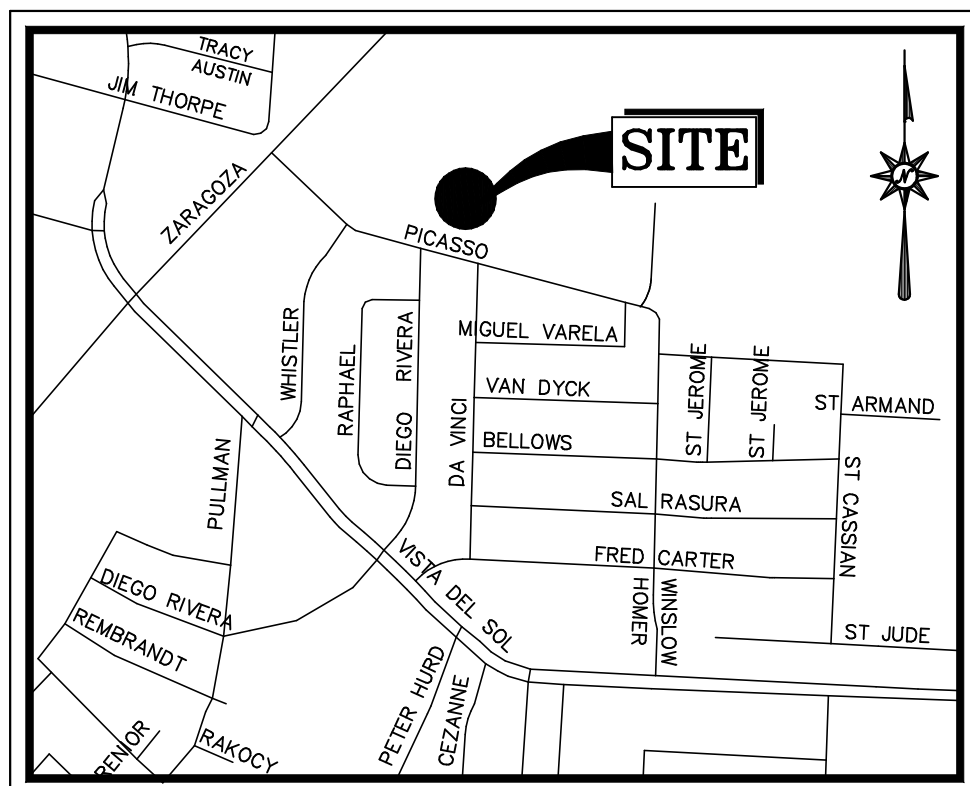 TRACY
AUSTIN
JIM THORPE
SITE
ZARAGOZA
N
PICASSO
WHISTLER
RAPHAEL
DIEGO RIVERA
MIGUEL VARELA
VAN DYCK
ST JEROME
ST JEROME
ST ARMAND
BELLOWS
DA VINCI
PULLMAN
SAL RASURA
ST CASSIAN
FRED CARTER
VISTA DEL SOL
WINSLOW
HOMER
DIEGO RIVERA
REMBRANDT
ST JUDE
PETER HURD
CEZANNE
RENIOR
RAKOCY